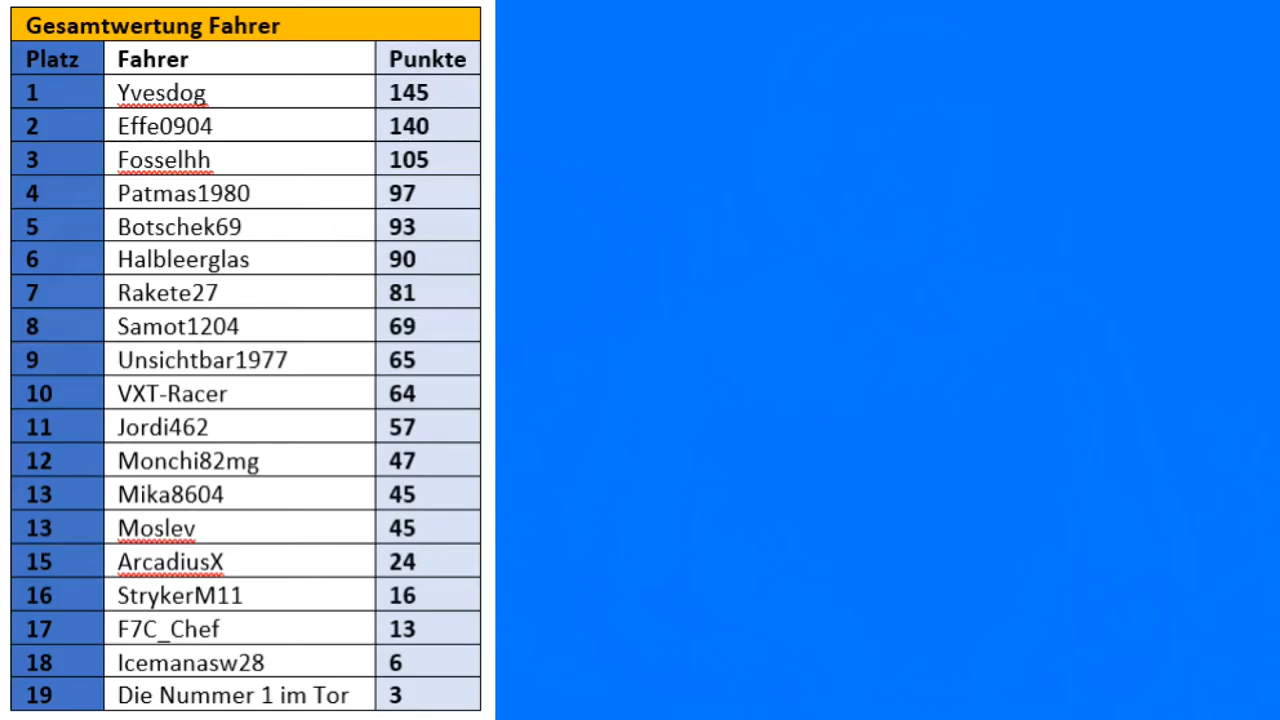 Gesamtwertung Fahrer
Platz Fahrer Punkte
1 Yvesdog 145
2 Effe0904 140
3 Fosselhh 105
4 Patmas1980 97
5 Botschek69 93
6 Halbleerglas 90
7 Rakete27 81
8 Samot1204 69
9 Unsichtbar1977 65
10 VXT-Racer 64
11 Jordi462 57
12 Monchi82mg 47
13 Mika8604 45
13 Moslev 45
15 ArcadiusX 24
16 StrykerM11 16
17 F7C_Chef 13
18 Icemanasw28 6
19 Die Nummer 1 im Tor 3